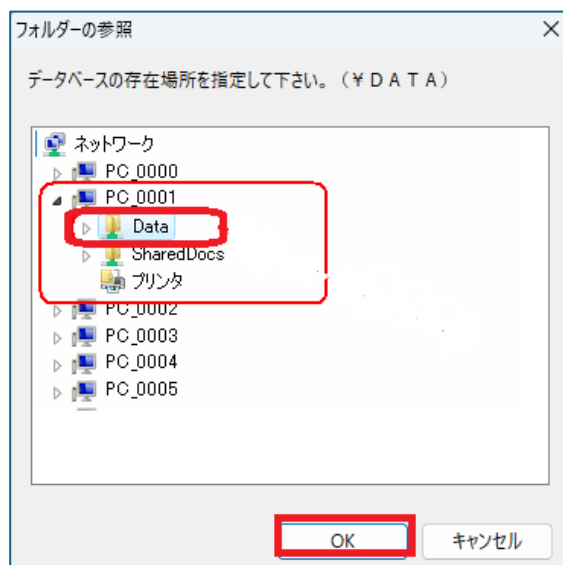 フォルダーの参照
データベースの存在場所を指定して下さい。（￥ＤＡＴＡ）
ネットワーク
PC_0000
PC_0001
Data
SharedDocs
プリンタ
PC_0002
PC_0003
PC_0004
PC_0005
OK キャンセル